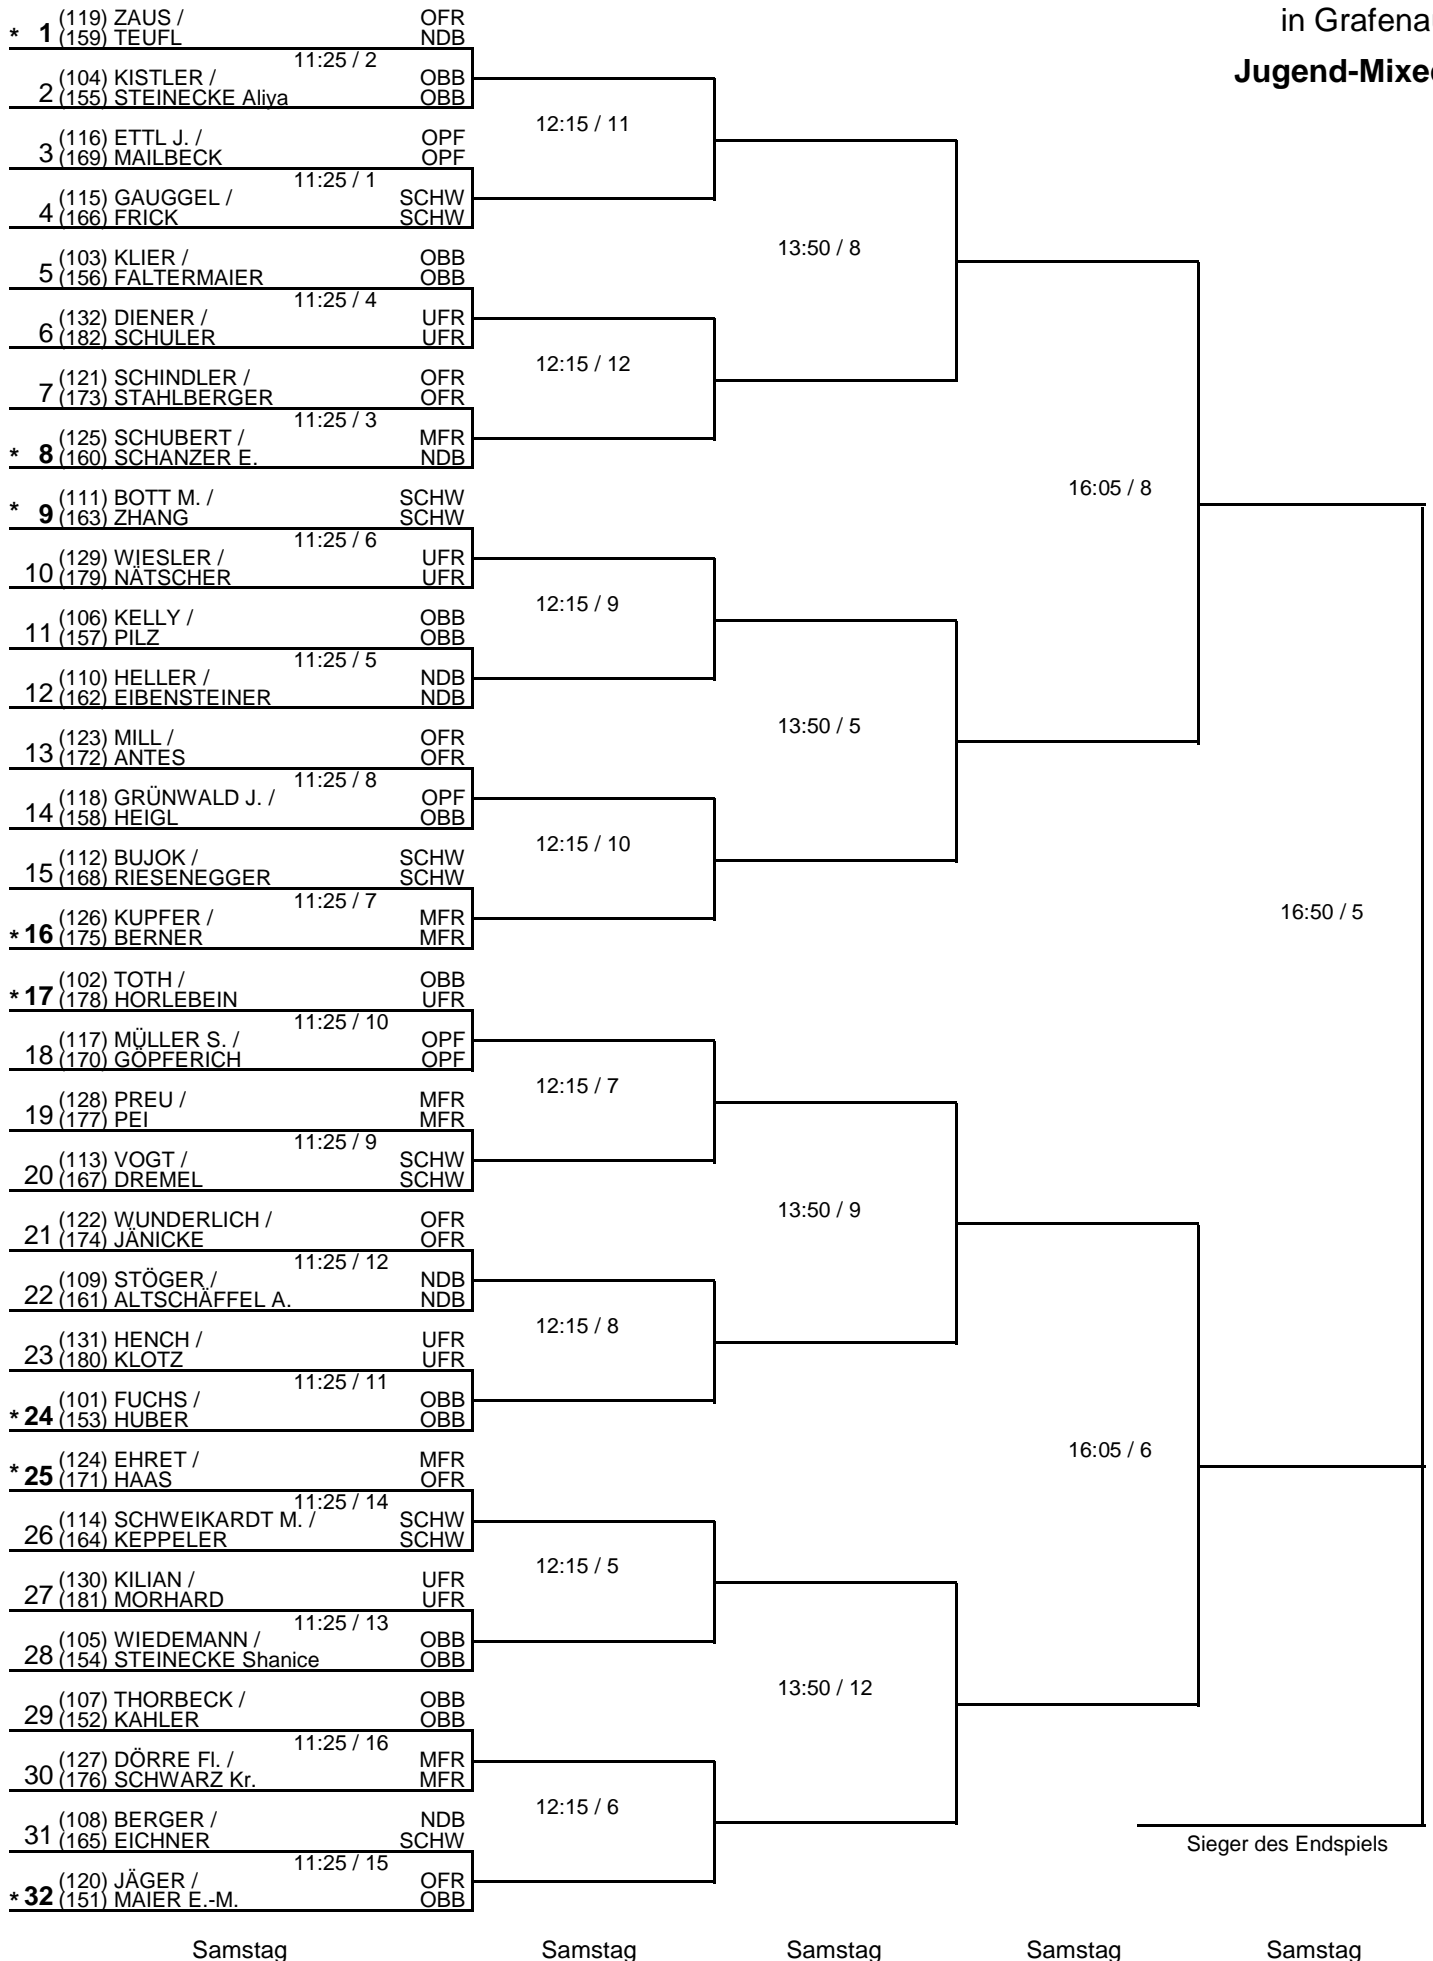 in Grafenau
Jugend-Mixed
(119) ZAUS / OFR
* 1 (159) TEUFL NDB
11:25 / 2
(104) KISTLER / OBB
2 (155) STEINECKE Aliya OBB
12:15 / 11
(116) ETTL J. / OPF
3 (169) MAILBECK OPF
11:25 / 1
(115) GAUGGEL / SCHW
4 (166) FRICK SCHW
13:50 / 8
(103) KLIER / OBB
5 (156) FALTERMAIER OBB
11:25 / 4
(132) DIENER / UFR
6 (182) SCHULER UFR
12:15 / 12
(121) SCHINDLER / OFR
7 (173) STAHLBERGER OFR
11:25 / 3
(125) SCHUBERT / MFR
* 8 (160) SCHANZER E. NDB
16:05 / 8
(111) BOTT M. / SCHW
* 9 (163) ZHANG SCHW
11:25 / 6
(129) WIESLER / UFR
10 (179) NÄTSCHER UFR
12:15 / 9
(106) KELLY / OBB
11 (157) PILZ OBB
11:25 / 5
(110) HELLER / NDB
12 (162) EIBENSTEINER NDB
13:50 / 5
(123) MILL / OFR
13 (172) ANTES OFR
11:25 / 8
(118) GRÜNWALD J. / OPF
14 (158) HEIGL OBB
12:15 / 10
(112) BUJOK / SCHW
15 (168) RIESENEGGER SCHW
11:25 / 7
(126) KUPFER / MFR
* 16 (175) BERNER MFR
16:50 / 5
(102) TOTH / OBB
* 17 (178) HORLEBEIN UFR
11:25 / 10
(117) MÜLLER S. / OPF
18 (170) GÖPFERICH OPF
12:15 / 7
(128) PREU / MFR
19 (177) PEI MFR
11:25 / 9
(113) VOGT / SCHW
20 (167) DREMEL SCHW
13:50 / 9
(122) WUNDERLICH / OFR
21 (174) JÄNICKE OFR
11:25 / 12
(109) STÖGER / NDB
22 (161) ALTSCHÄFFEL A. NDB
12:15 / 8
(131) HENCH / UFR
23 (180) KLOTZ UFR
11:25 / 11
(101) FUCHS / OBB
* 24 (153) HUBER OBB
16:05 / 6
(124) EHRET / MFR
* 25 (171) HAAS OFR
11:25 / 14
(114) SCHWEIKARDT M. / SCHW
26 (164) KEPPELER SCHW
12:15 / 5
(130) KILIAN / UFR
27 (181) MORHARD UFR
11:25 / 13
(105) WIEDEMANN / OBB
28 (154) STEINECKE Shanice OBB
13:50 / 12
(107) THORBECK / OBB
29 (152) KAHLER OBB
11:25 / 16
(127) DÖRRE Fl. / MFR
30 (176) SCHWARZ Kr. MFR
12:15 / 6
(108) BERGER / NDB
31 (165) EICHNER SCHW
Sieger des Endspiels
11:25 / 15
(120) JÄGER / OFR
* 32 (151) MAIER E.-M. OBB
Samstag Samstag Samstag Samstag Samstag